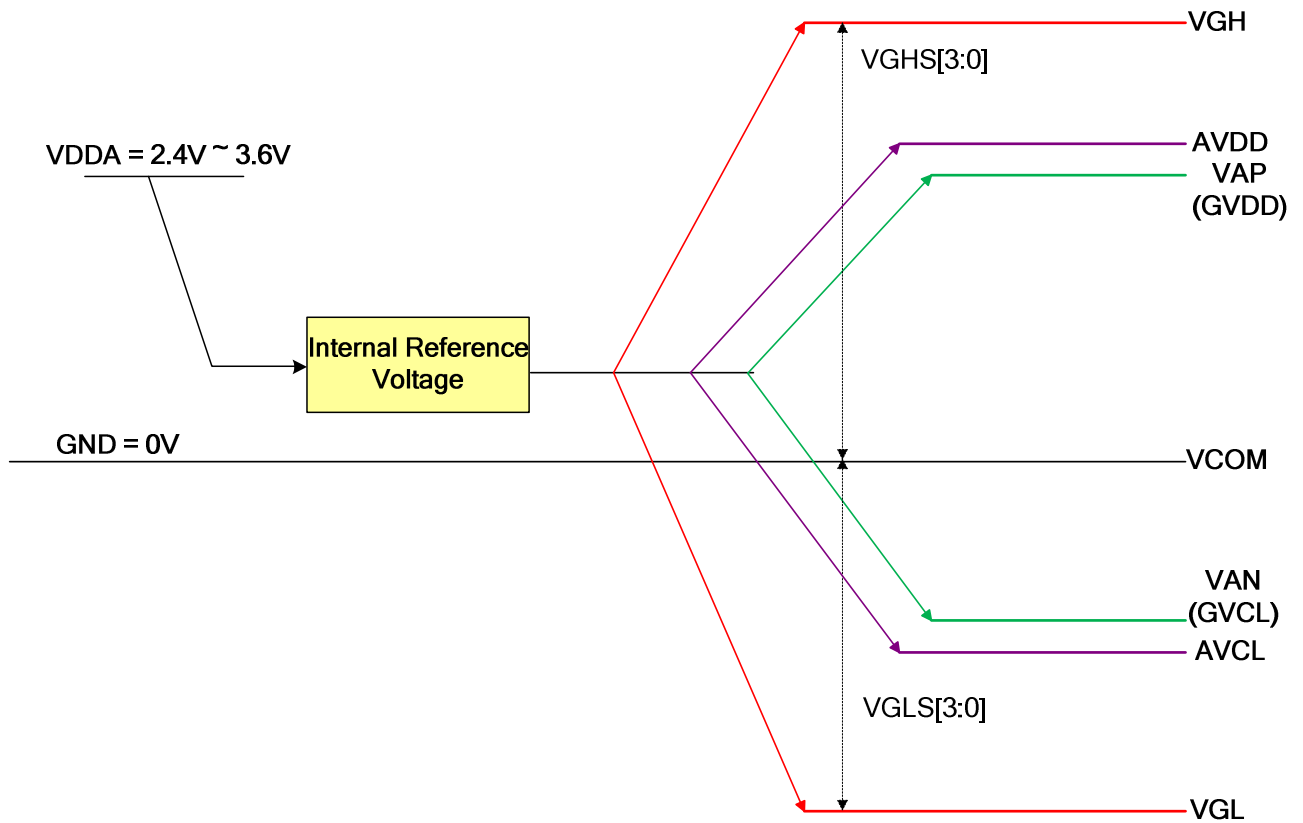 VGH
VGHS[3:0]
AVDD
VDDA = 2.4V ~ 3.6V
VAP
(GVDD)
Internal Reference
Voltage
GND = 0V
VCOM
VAN
(GVCL)
AVCL
VGLS[3:0]
VGL